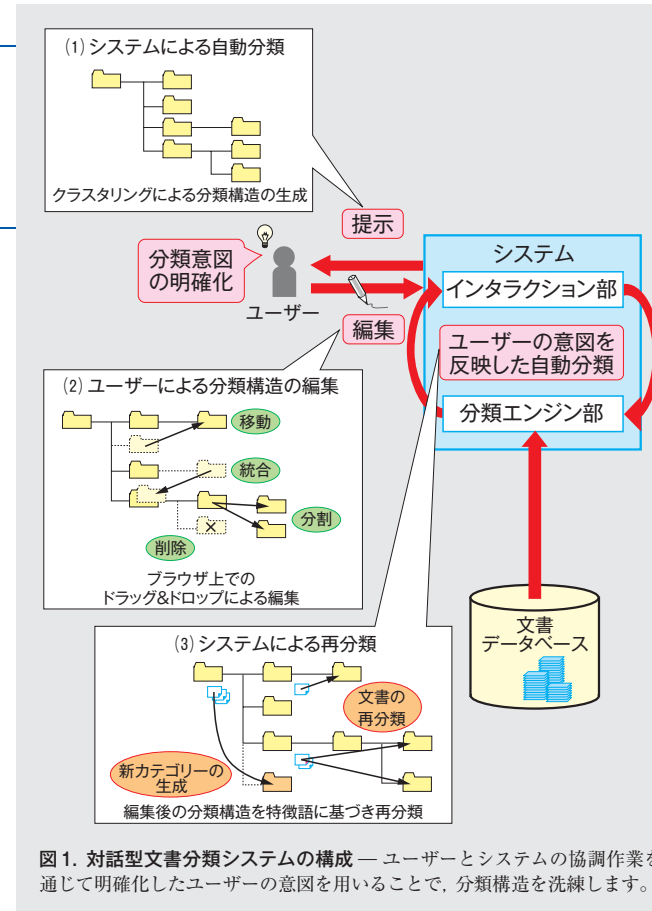 (1) システムによる自動分類
クラスタリングによる分類構造の生成
提示
分類意図
の明確化
ユーザー
編集
システム
インタラクション部
ユーザーの意図を
反映した自動分類
分類エンジン部
(2) ユーザーによる分類構造の編集
移動
統合
分割
削除
ブラウザ上での
ドラッグ&ドロップによる編集
文書
データベース
(3) システムによる再分類
文書の
再分類
新カテゴリーの
生成
編集後の分類構造を特徴語に基づき再分類
図1. 対話型文書分類システムの構成 — ユーザーとシステムの協調作業を
通じて明確化したユーザーの意図を用いることで, 分類構造を洗練します。